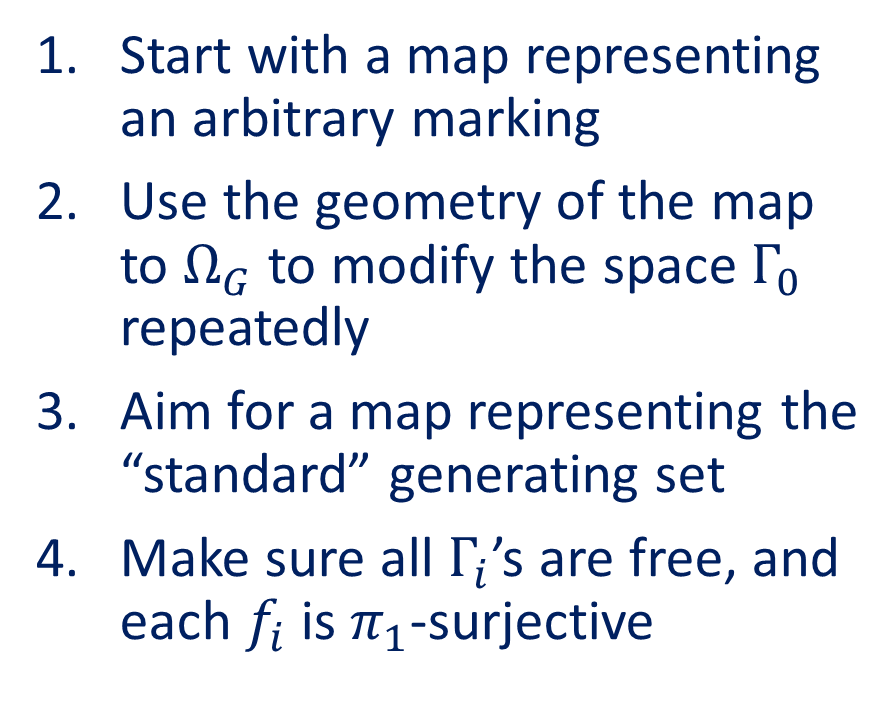 1. Start with a map representing
an arbitrary marking
2. Use the geometry of the map
to Ω_G to modify the space Γ_0
repeatedly
3. Aim for a map representing the
“standard” generating set
4. Make sure all Γ_i’s are free, and
each f_i is π_1-surjective